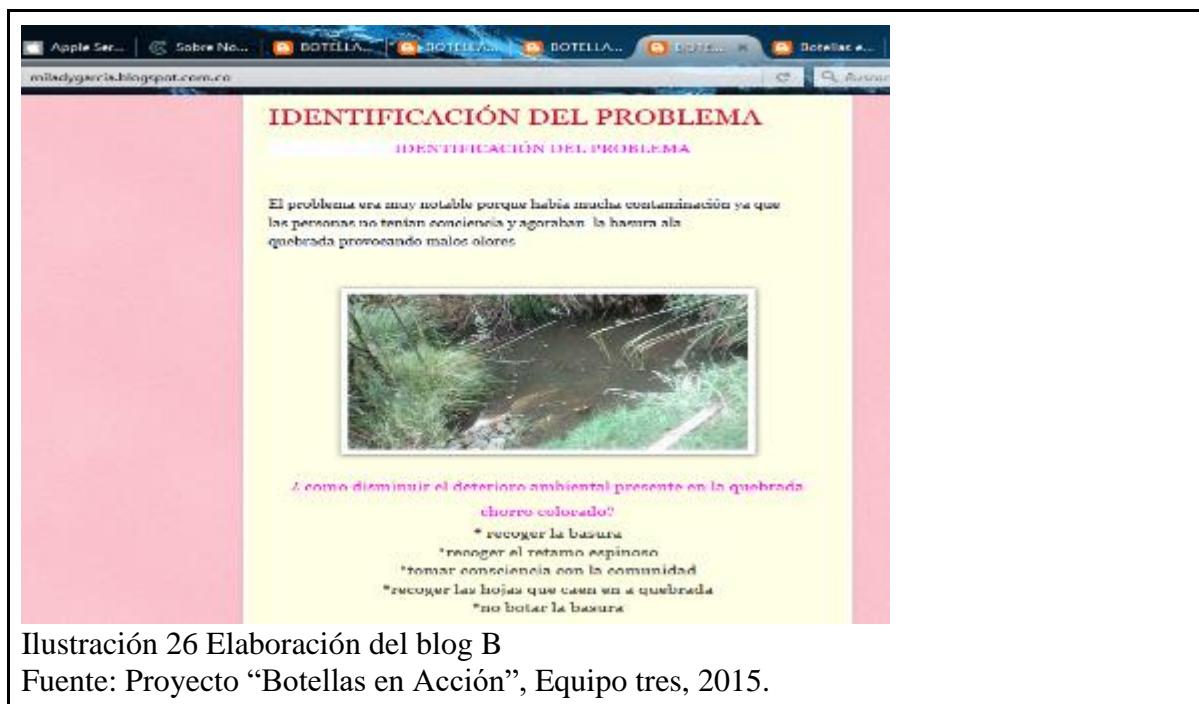 Apple Ser... Sobre No... BOTELLA... BOTELLA... BOTELLA... BOTE... Botellas e...
miladygarcia.blogspot.com.co Buscar
IDENTIFICACIÓN DEL PROBLEMA
IDENTIFICACIÓN DEL PROBLEMA
El problema era muy notable porque había mucha contaminación ya que
las personas no tenían conciencia y agoraban la basura ala
quebrada provocando malos olores
¿ como disminuir el deterioro ambiental presente en la quebrada
chorro colorado?
* recoger la basura
*recoger el retamo espinoso
*tomar consciencia con la comunidad
*recoger las hojas que caen en a quebrada
*no botar la basura
Ilustración 26 Elaboración del blog B
Fuente: Proyecto “Botellas en Acción”, Equipo tres, 2015.